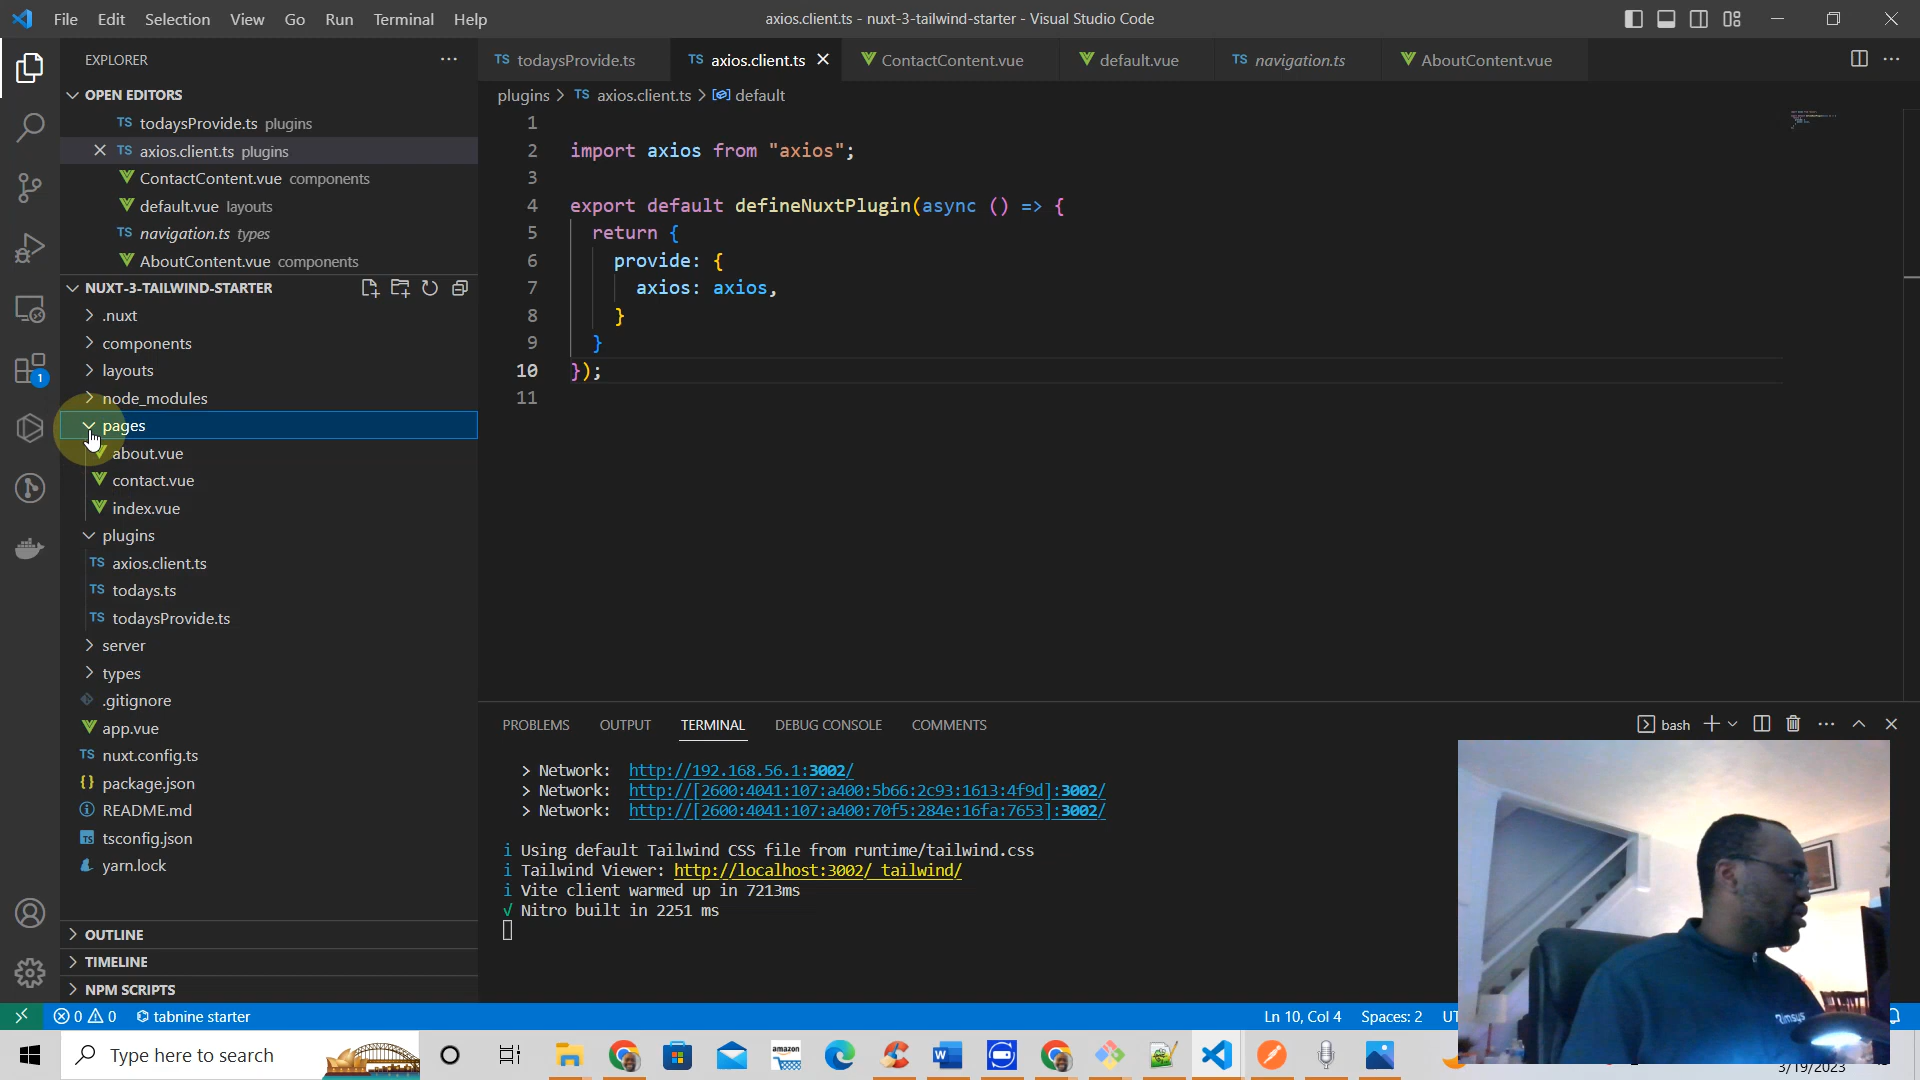 File Edit Selection View Go Run Terminal Help
axios.client.ts - nuxt-3-tailwind-starter - Visual Studio Code
EXPLORER
OPEN EDITORS
TS todaysProvide.ts plugins
TS axios.client.ts plugins
ContactContent.vue components
default.vue layouts
TS navigation.ts types
AboutContent.vue components
NUXT-3-TAILWIND-STARTER
.nuxt
components
layouts
node_modules
pages
about.vue
contact.vue
index.vue
plugins
TS axios.client.ts
TS todays.ts
TS todaysProvide.ts
server
types
.gitignore
app.vue
TS nuxt.config.ts
{} package.json
README.md
TS tsconfig.json
yarn.lock
OUTLINE
TIMELINE
NPM SCRIPTS
1
TS todaysProvide.ts
TS axios.client.ts
ContactContent.vue
default.vue
TS navigation.ts
AboutContent.vue
plugins > TS axios.client.ts > default
1
2 import axios from "axios";
3
4 export default defineNuxtPlugin(async () => {
5 return {
6 provide: {
7 axios: axios,
8 }
9 }
10 });
11
PROBLEMS OUTPUT TERMINAL DEBUG CONSOLE COMMENTS
bash
> Network: http://192.168.56.1:3002/
> Network: http://[2600:4041:107:a400:5b66:2c93:1613:4f9d]:3002/
> Network: http://[2600:4041:107:a400:70f5:284e:16fa:7653]:3002/
i Using default Tailwind CSS file from runtime/tailwind.css
i Tailwind Viewer: http://localhost:3002/_tailwind/
i Vite client warmed up in 7213ms
√ Nitro built in 2251 ms
0 0 tabnine starter
Ln 10, Col 4 Spaces: 2
Type here to search
amazon
3/19/2023